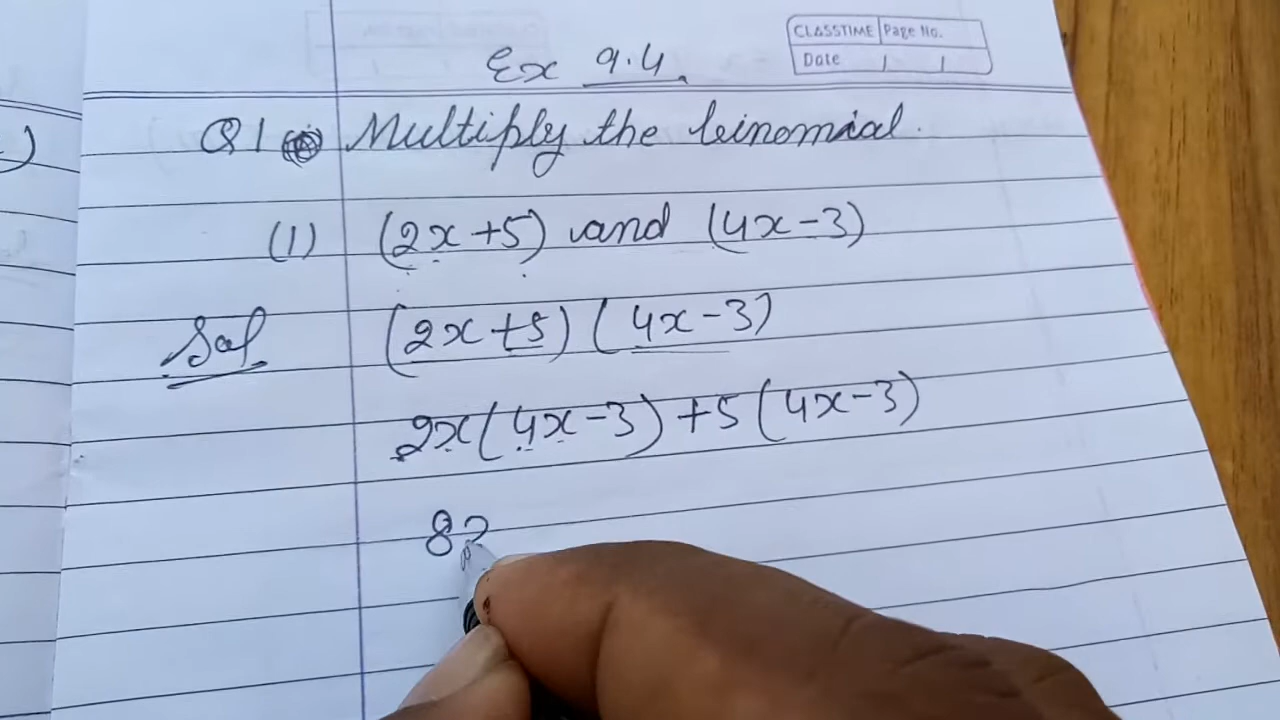 CLASSTIME Page No.
Date
Ex 9.4
Q1 Multiply the binomial.
(1) (2x+5) and (4x-3)
Sol (2x+5) (4x-3)
2x(4x-3)+5(4x-3)
8